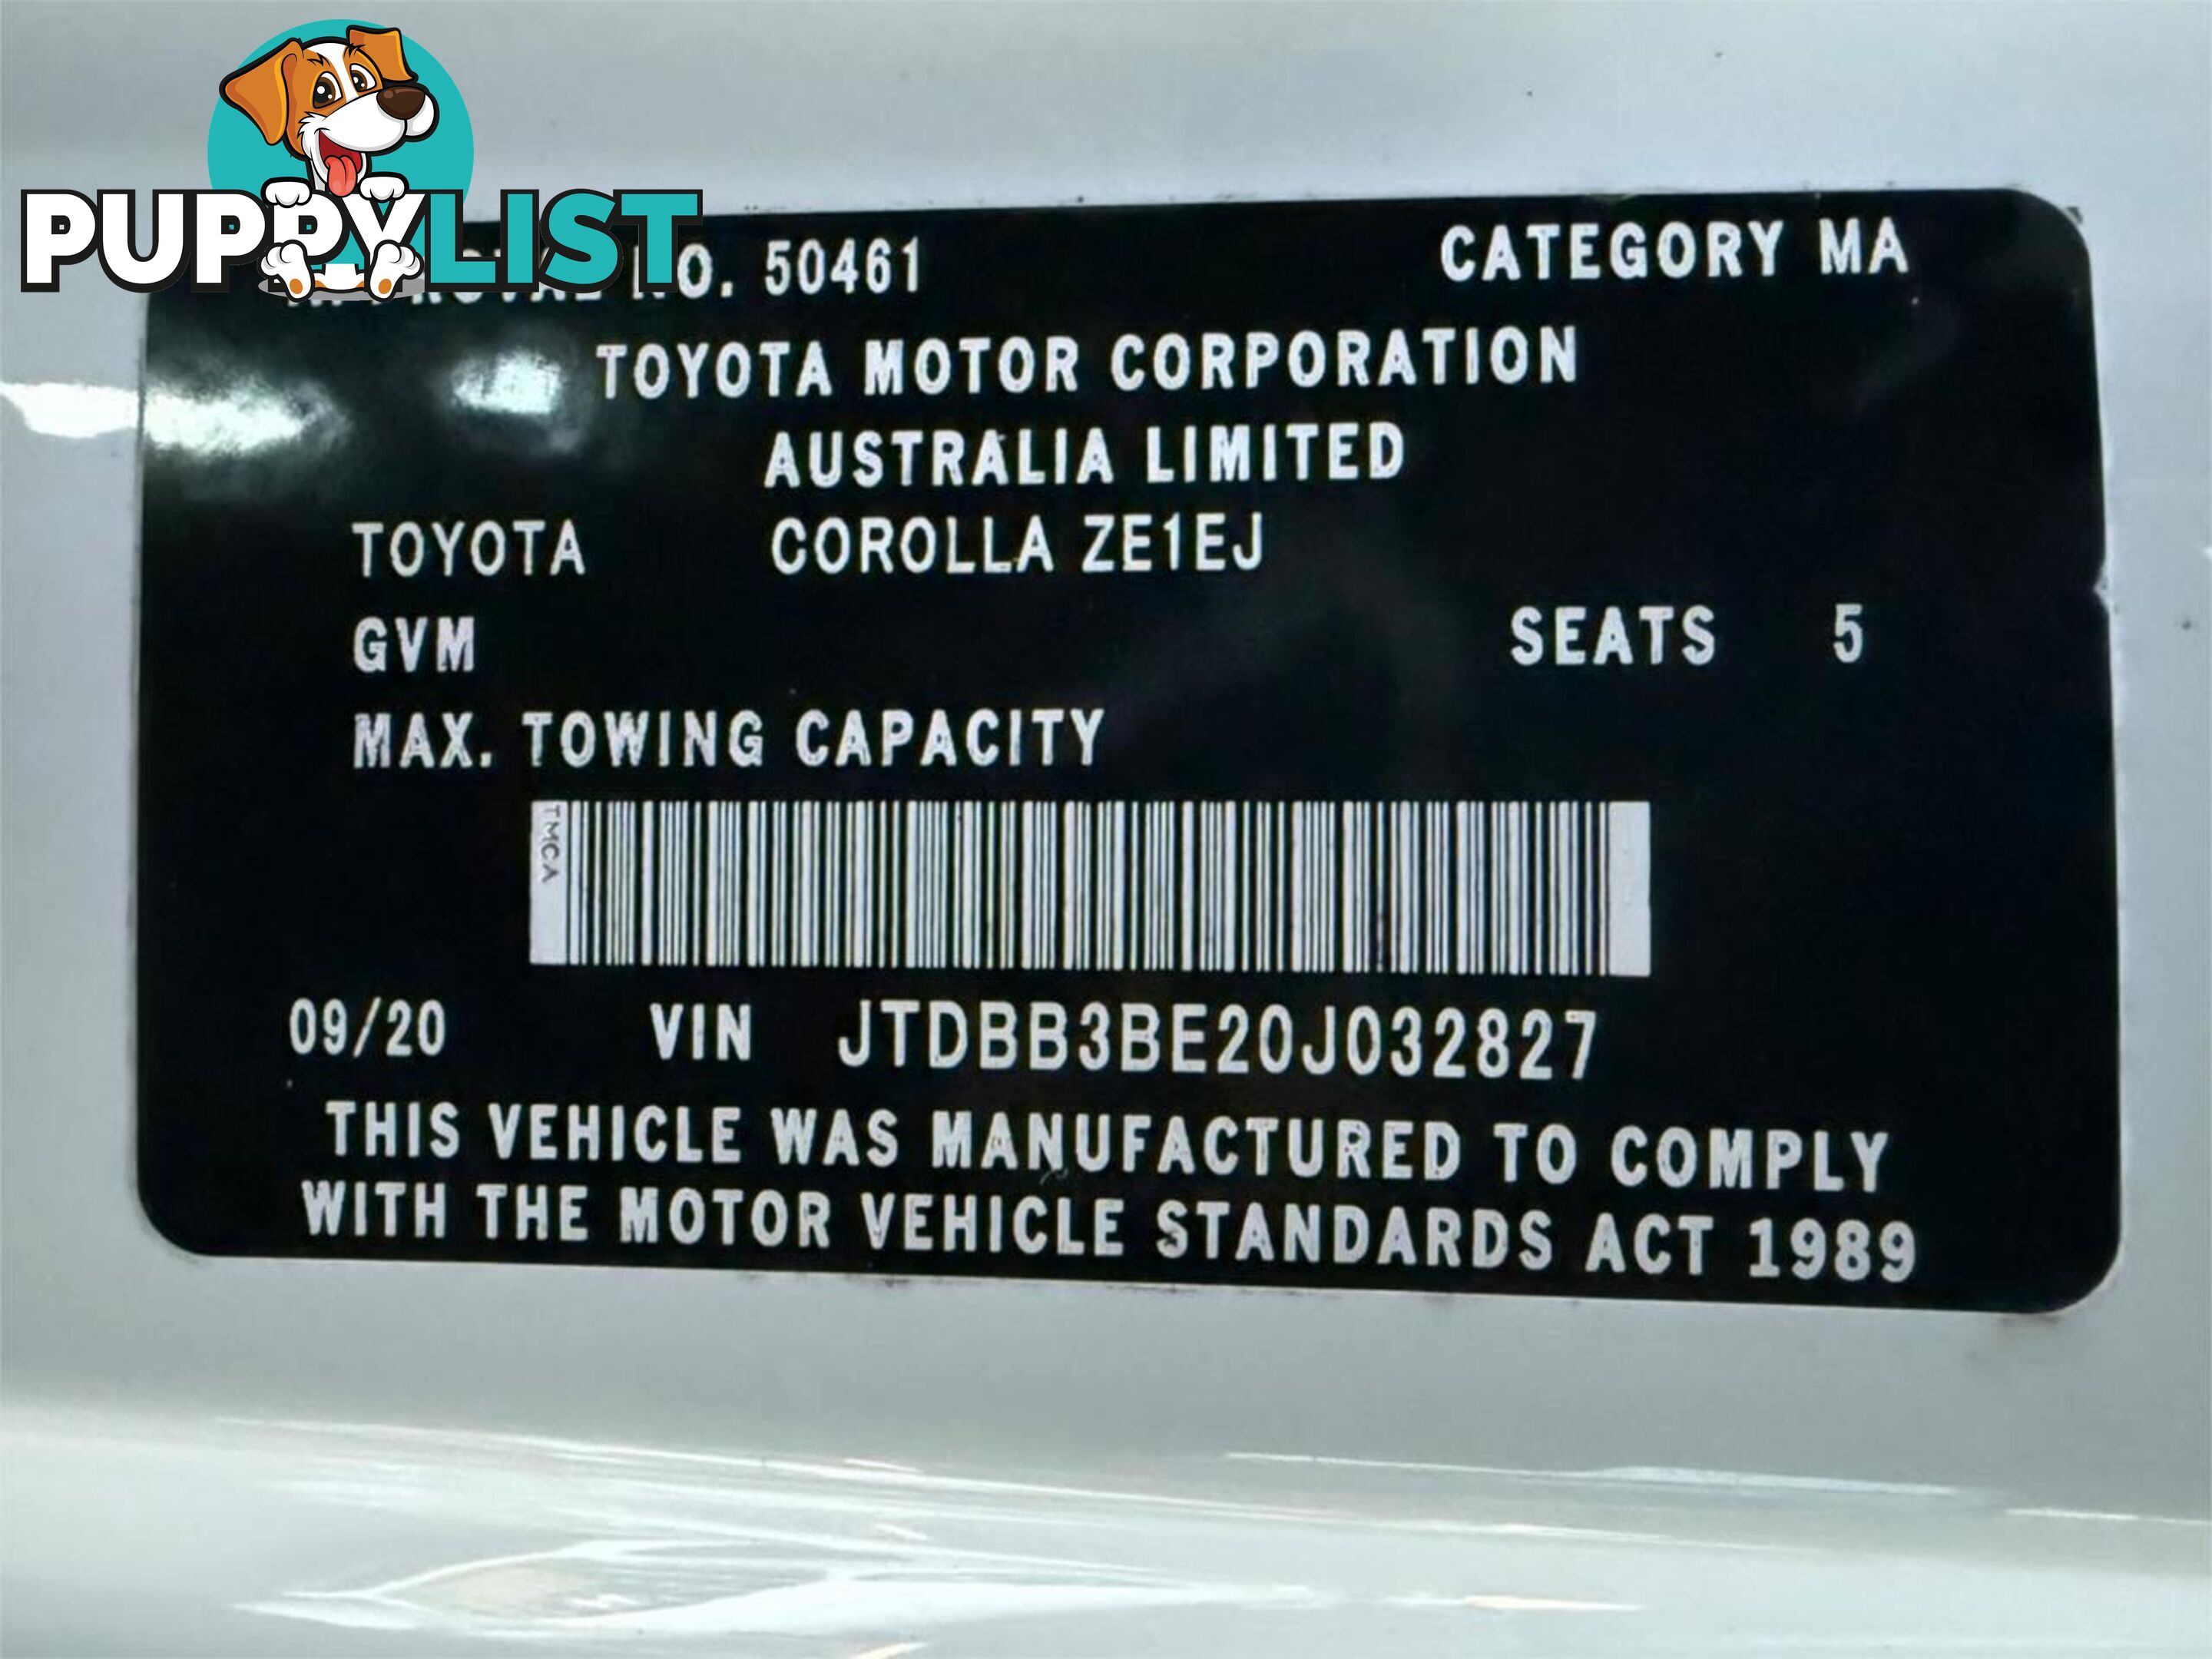 PUPPYLIST
NO. 50461 CATEGORY MA
TOYOTA MOTOR CORPORATION
AUSTRALIA LIMITED
TOYOTA COROLLA ZE1EJ
GVM SEATS 5
MAX. TOWING CAPACITY
TMCA
09/20 VIN JTDBB3BE20J032827
THIS VEHICLE WAS MANUFACTURED TO COMPLY
WITH THE MOTOR VEHICLE STANDARDS ACT 1989